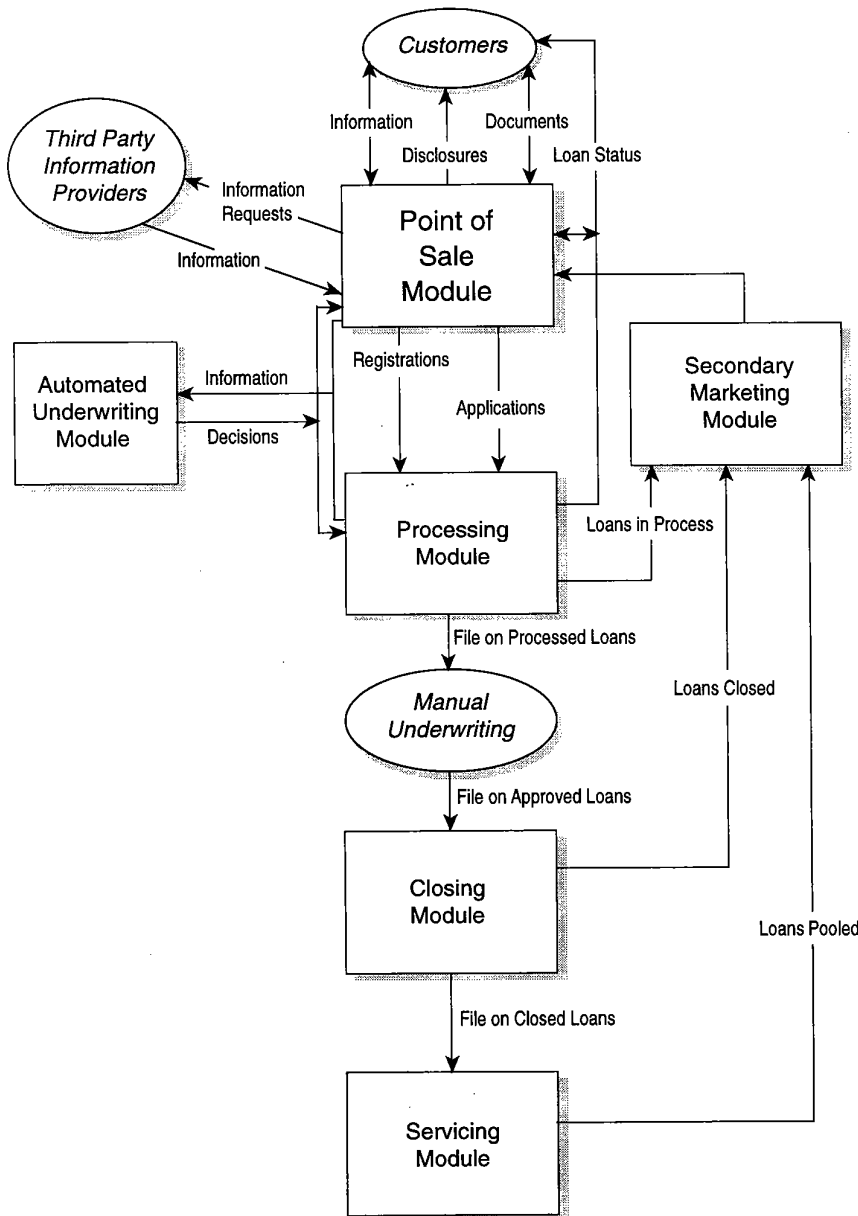 Customers
Information
Documents
Disclosures
Loan Status
Third Party
Information
Providers
Information
Requests
Information
Point of
Sale
Module
Registrations
Applications
Automated
Underwriting
Module
Information
Decisions
Secondary
Marketing
Module
Processing
Module
Loans in Process
File on Processed Loans
Manual
Underwriting
Loans Closed
File on Approved Loans
Closing
Module
Loans Pooled
File on Closed Loans
Servicing
Module